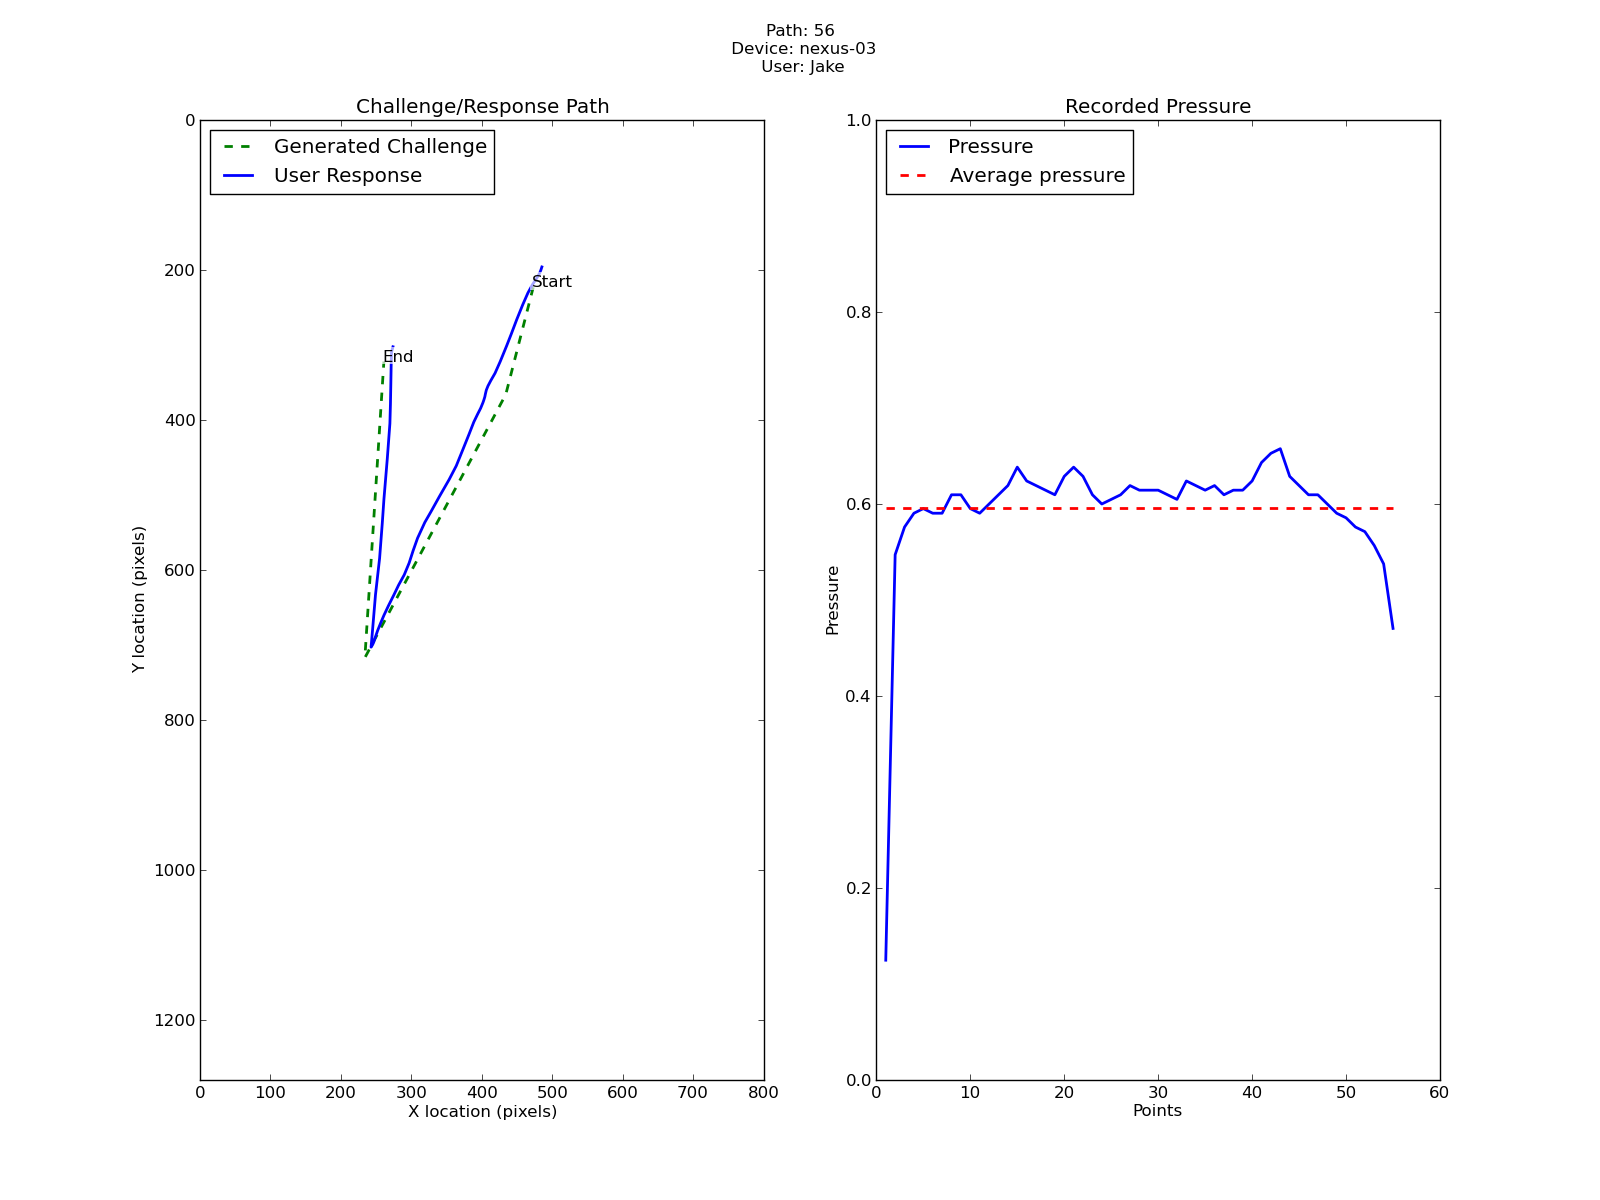 Path: 56
Device: nexus-03
User: Jake
Challenge/Response Path
Generated Challenge
User Response
Start
End
0
200
400
600
800
1000
1200
Y location (pixels)
0 100 200 300 400 500 600 700 800
X location (pixels)
Recorded Pressure
Pressure
Average pressure
1.0
0.8
0.6
0.4
0.2
0.0
Pressure
0 10 20 30 40 50 60
Points